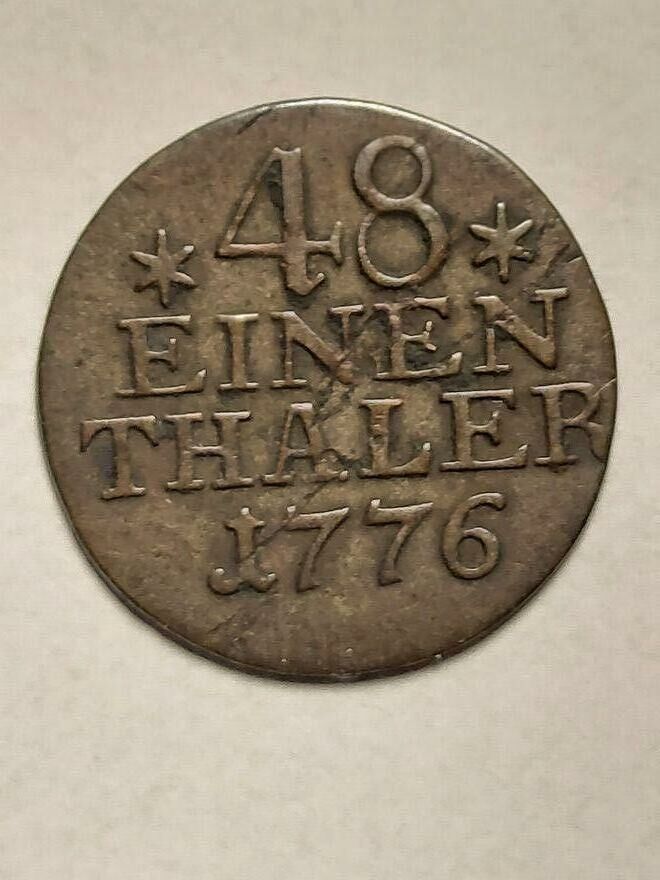 * 48 *
EINEN
THALER
1776